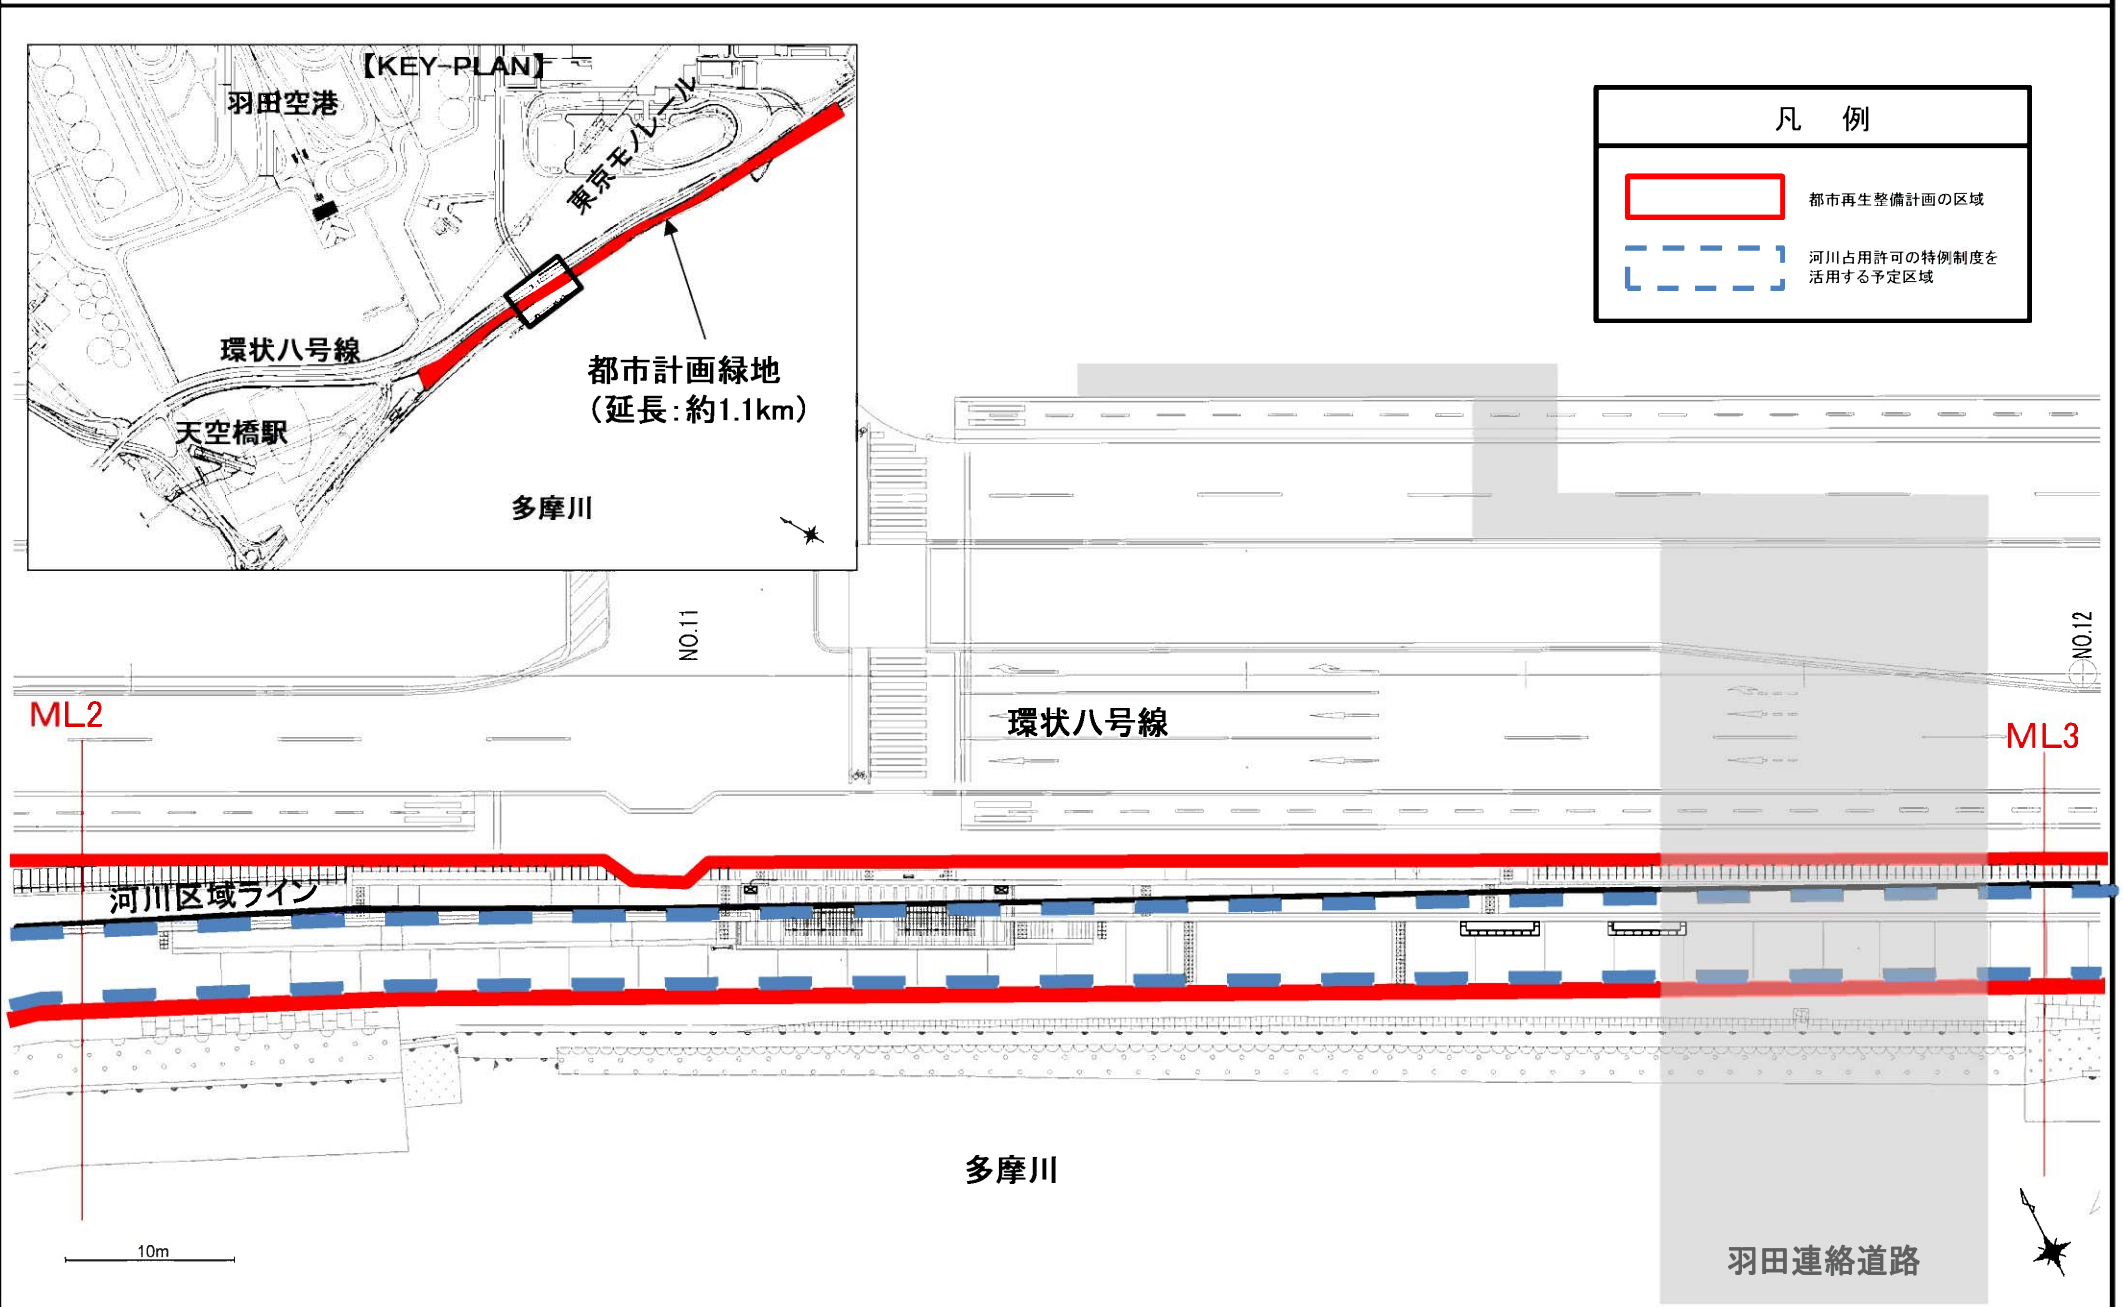 【KEY-PLAN】
羽田空港
東京モノレール
環状八号線
都市計画緑地
（延長：約1.1km）
天空橋駅
多摩川
凡 例
都市再生整備計画の区域
河川占用許可の特例制度を
活用する予定区域
NO.11
NO.12
ML2
環状八号線
ML3
河川区域ライン
多摩川
10m
羽田連絡道路